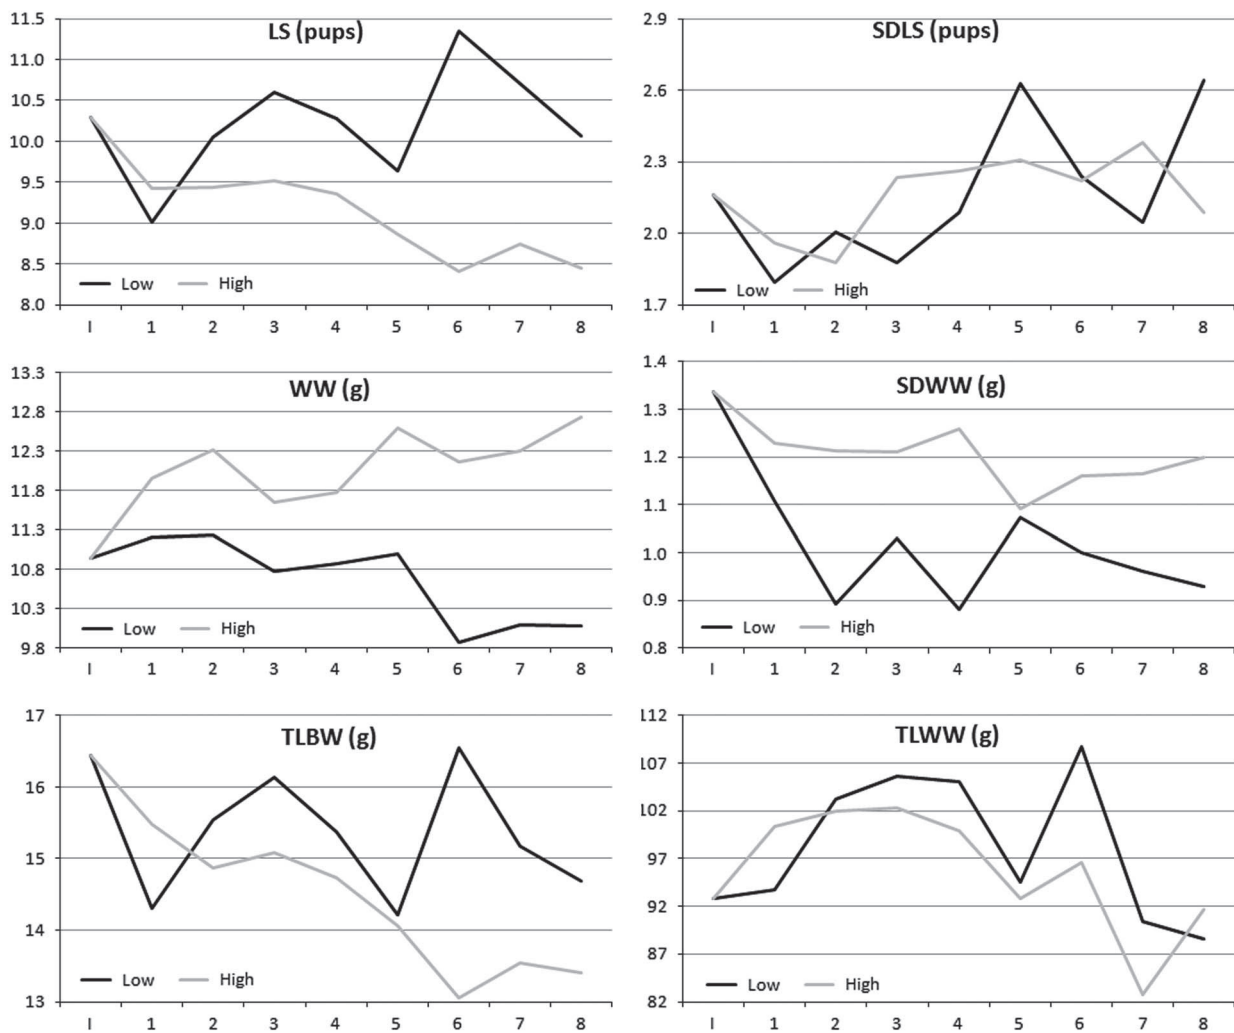 LS (pups)
11.5
11.0
10.5
10.0
9.5
9.0
8.5
8.0
Low High
I 1 2 3 4 5 6 7 8
SDLS (pups)
2.9
2.6
2.3
2.0
1.7
Low High
I 1 2 3 4 5 6 7 8
WW (g)
13.3
12.8
12.3
11.8
11.3
10.8
10.3
9.8
Low High
I 1 2 3 4 5 6 7 8
SDWW (g)
1.4
1.3
1.2
1.1
1.0
0.9
0.8
Low High
I 1 2 3 4 5 6 7 8
TLBW (g)
17
16
15
14
13
Low High
I 1 2 3 4 5 6 7 8
TLWW (g)
112
107
102
97
92
87
82
Low High
I 1 2 3 4 5 6 7 8